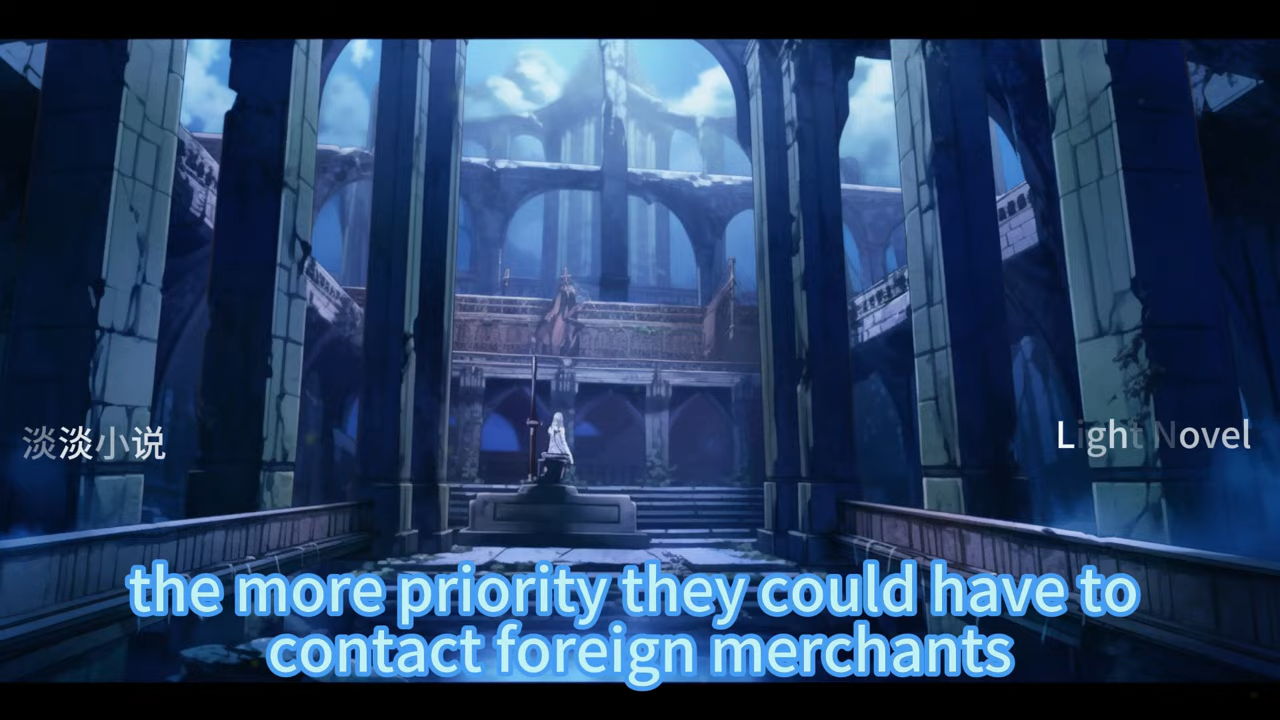 淡淡小说
Light Novel
the more priority they could have to
contact foreign merchants